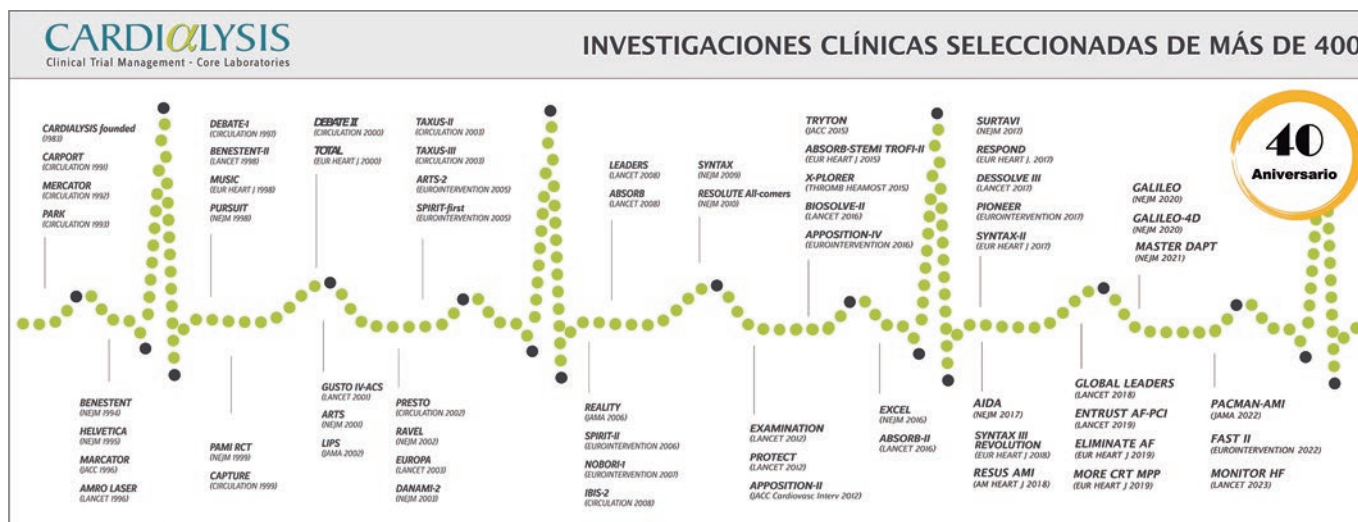 CARDIαLYSIS
Clinical Trial Management - Core Laboratories
INVESTIGACIONES CLÍNICAS SELECCIONADAS DE MÁS DE 400
40
Aniversario
CARDIALYSIS founded
(1983)
CARPORT
(CIRCULATION 1991)
MERCATOR
(CIRCULATION 1992)
PARK
(CIRCULATION 1993)
BENESTENT
(NEJM 1994)
HELVETICA
(NEJM 1995)
MARCATOR
(JACC 1996)
AMRO LASER
(LANCET 1996)
DEBATE-I
(CIRCULATION 1997)
BENESTENT-II
(LANCET 1998)
MUSIC
(EUR HEART J 1998)
PURSUIT
(NEJM 1998)
PAMI RCT
(NEJM 1999)
CAPTURE
(CIRCULATION 1999)
DEBATE II
(CIRCULATION 2000)
TOTAL
(EUR HEART J 2000)
GUSTO IV-ACS
(LANCET 2001)
ARTS
(NEJM 2001)
LIPS
(JAMA 2002)
PRESTO
(CIRCULATION 2002)
RAVEL
(NEJM 2002)
EUROPA
(LANCET 2003)
DANAMI-2
(NEJM 2003)
TAXUS-II
(CIRCULATION 2003)
TAXUS-III
(CIRCULATION 2003)
ARTS-2
(EUROINTERVENTION 2005)
SPIRIT-first
(EUROINTERVENTION 2005)
REALITY
(JAMA 2006)
SPIRIT-II
(EUROINTERVENTION 2006)
NOBORI-1
(EUROINTERVENTION 2007)
IBIS-2
(CIRCULATION 2008)
LEADERS
(LANCET 2008)
ABSORB
(LANCET 2008)
SYNTAX
(NEJM 2009)
RESOLUTE All-comers
(NEJM 2010)
EXAMINATION
(LANCET 2012)
PROTECT
(LANCET 2012)
APPOSITION-II
(JACC Cardiovasc Interv 2012)
TRYTON
(JACC 2015)
ABSORB-STEMI TROFI-II
(EUR HEART J 2015)
X-PLORER
(THROMB HEAMOST 2015)
BIOSOLVE-II
(LANCET 2016)
APPOSITION-IV
(EUROINTERVENTION 2016)
EXCEL
(NEJM 2016)
ABSORB-II
(LANCET 2016)
SURTAVI
(NEJM 2017)
RESPOND
(EUR HEART J. 2017)
DESSOLVE III
(LANCET 2017)
PIONEER
(EUROINTERVENTION 2017)
SYNTAX-II
(EUR HEART J 2017)
AIDA
(NEJM 2017)
SYNTAX III
REVOLUTION
(EUR HEART J 2018)
RESUS AMI
(AM HEART J 2018)
GLOBAL LEADERS
(LANCET 2018)
ENTRUST AF-PCI
(LANCET 2019)
ELIMINATE AF
(EUR HEART J 2019)
MORE CRT MPP
(EUR HEART J 2019)
GALILEO
(NEJM 2020)
GALILEO-4D
(NEJM 2020)
MASTER DAPT
(NEJM 2021)
PACMAN-AMI
(JAMA 2022)
FAST II
(EUROINTERVENTION 2022)
MONITOR HF
(LANCET 2023)